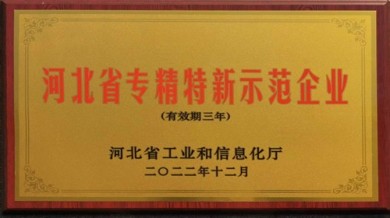 河北省专精特新示范企业
(有效期三年)
河北省工业和信息化厅
二〇二二年十二月